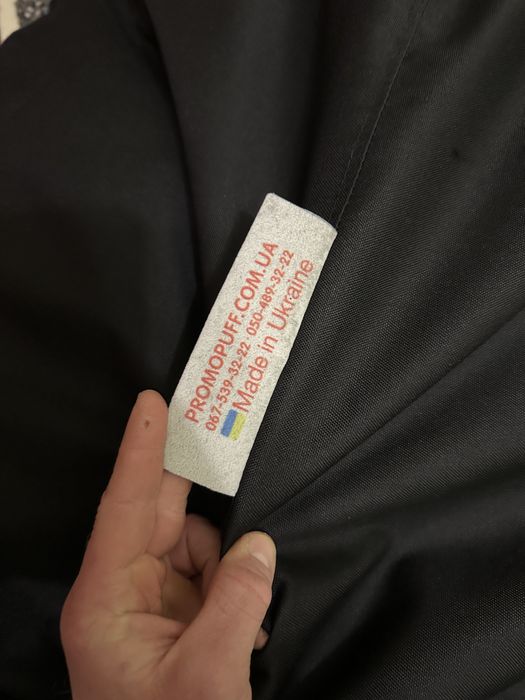 PROMOPUFF.COM.UA
067-539-32-22 050-489-32-22
Made in Ukraine